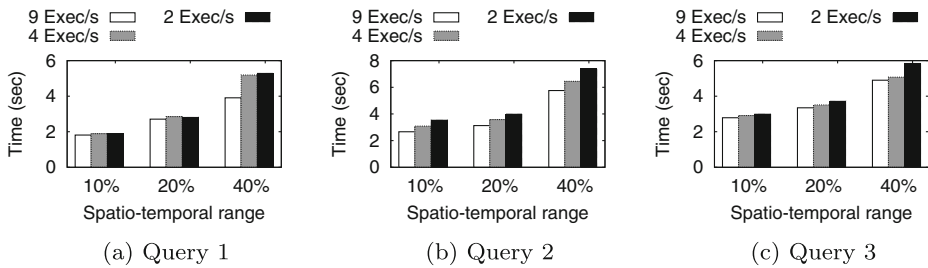 9 Exec/s 2 Exec/s
4 Exec/s
Time (sec)
6
4
2
0
10% 20% 40%
Spatio-temporal range
(a) Query 1
9 Exec/s 2 Exec/s
4 Exec/s
Time (sec)
8
6
4
2
0
10% 20% 40%
Spatio-temporal range
(b) Query 2
9 Exec/s 2 Exec/s
4 Exec/s
Time (sec)
6
4
2
0
10% 20% 40%
Spatio-temporal range
(c) Query 3